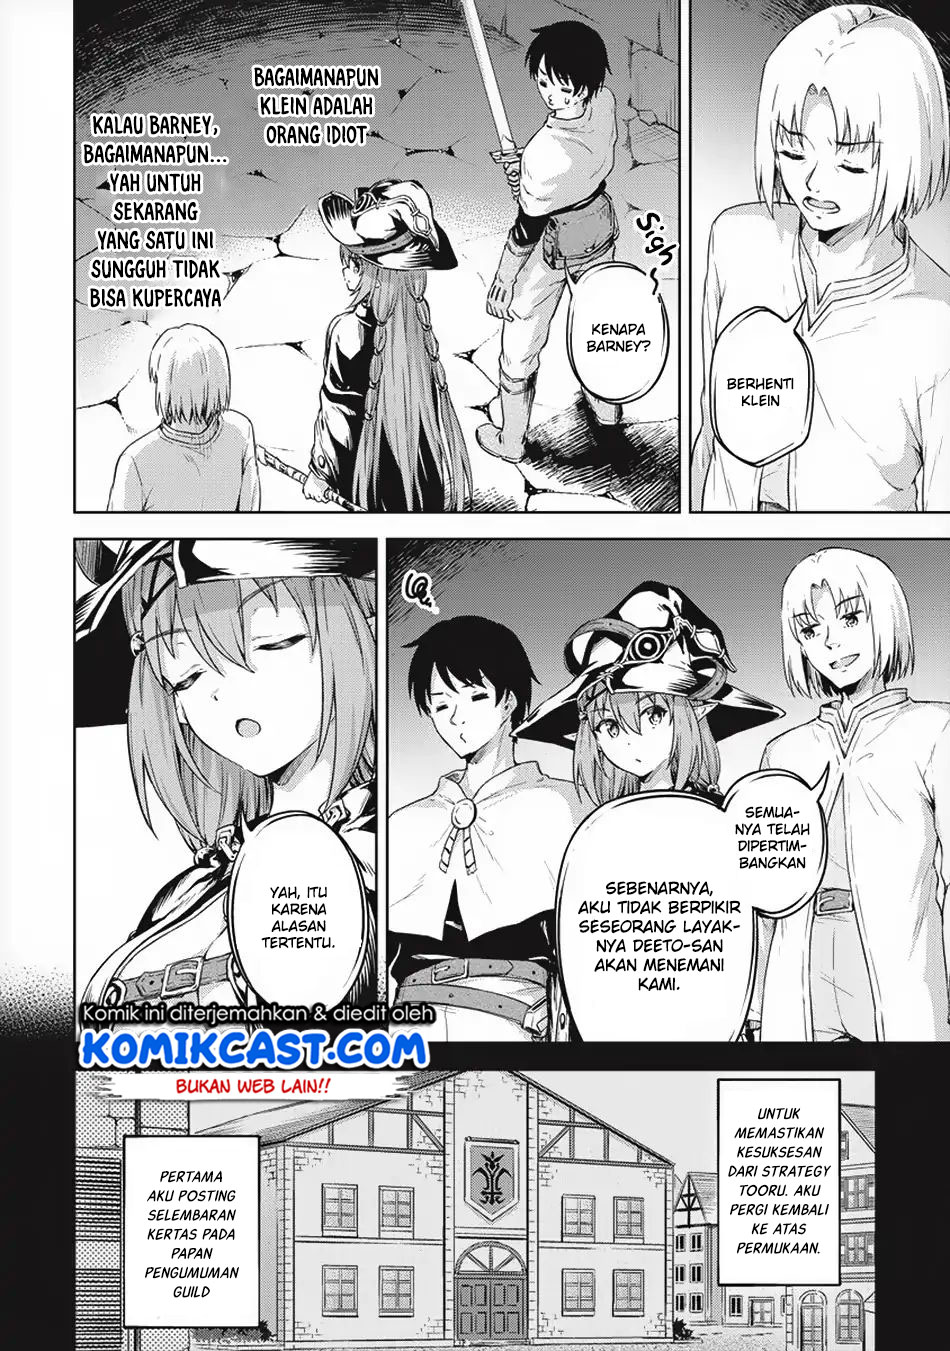 BERHENTI
KLEIN
Sigh
KENAPA
BARNEY?
BAGAIMANAPUN
KLEIN ADALAH
ORANG IDIOT
KALAU BARNEY,
BAGAIMANAPUN...
YAH UNTUH
SEKARANG
YANG SATU INI
SUNGGUH TIDAK
BISA KUPERCAYA
SEMUA-
NYA TELAH
DIPERTIM-
BANGKAN
SEBENARNYA,
AKU TIDAK BERPIKIR
SESEORANG LAYAK-
NYA DEETO-SAN
AKAN MENEMANI
KAMI.
YAH, ITU
KARENA
ALASAN
TERTENTU.
Komik ini diterjemahkan & diedit oleh
KOMIKCAST.COM
BUKAN WEB LAIN!!
UNTUK
MEMASTIKAN
KESUKSESAN
DARI STRATEGY
TOORU. AKU
PERGI KEMBALI
KE ATAS
PERMUKAAN.
PERTAMA
AKU POSTING
SELEMBARAN
KERTAS PADA
PAPAN
PENGUMUMAN
GUILD